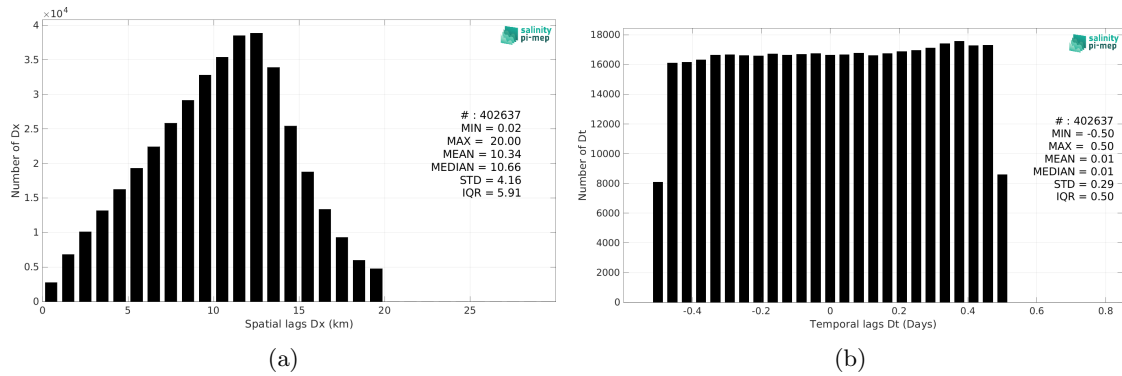 ×10⁴
4
3.5
3
2.5
2
1.5
1
0.5
0
Number of Dx
salinity
pi-mep
# : 402637
MIN = 0.02
MAX = 20.00
MEAN = 10.34
MEDIAN = 10.66
STD = 4.16
IQR = 5.91
0 5 10 15 20 25
Spatial lags Dx (km)
(a)
18000
16000
14000
12000
10000
8000
6000
4000
2000
0
Number of Dt
salinity
pi-mep
# : 402637
MIN = -0.50
MAX = 0.50
MEAN = 0.01
MEDIAN = 0.01
STD = 0.29
IQR = 0.50
-0.4 -0.2 0 0.2 0.4 0.6 0.8
Temporal lags Dt (Days)
(b)